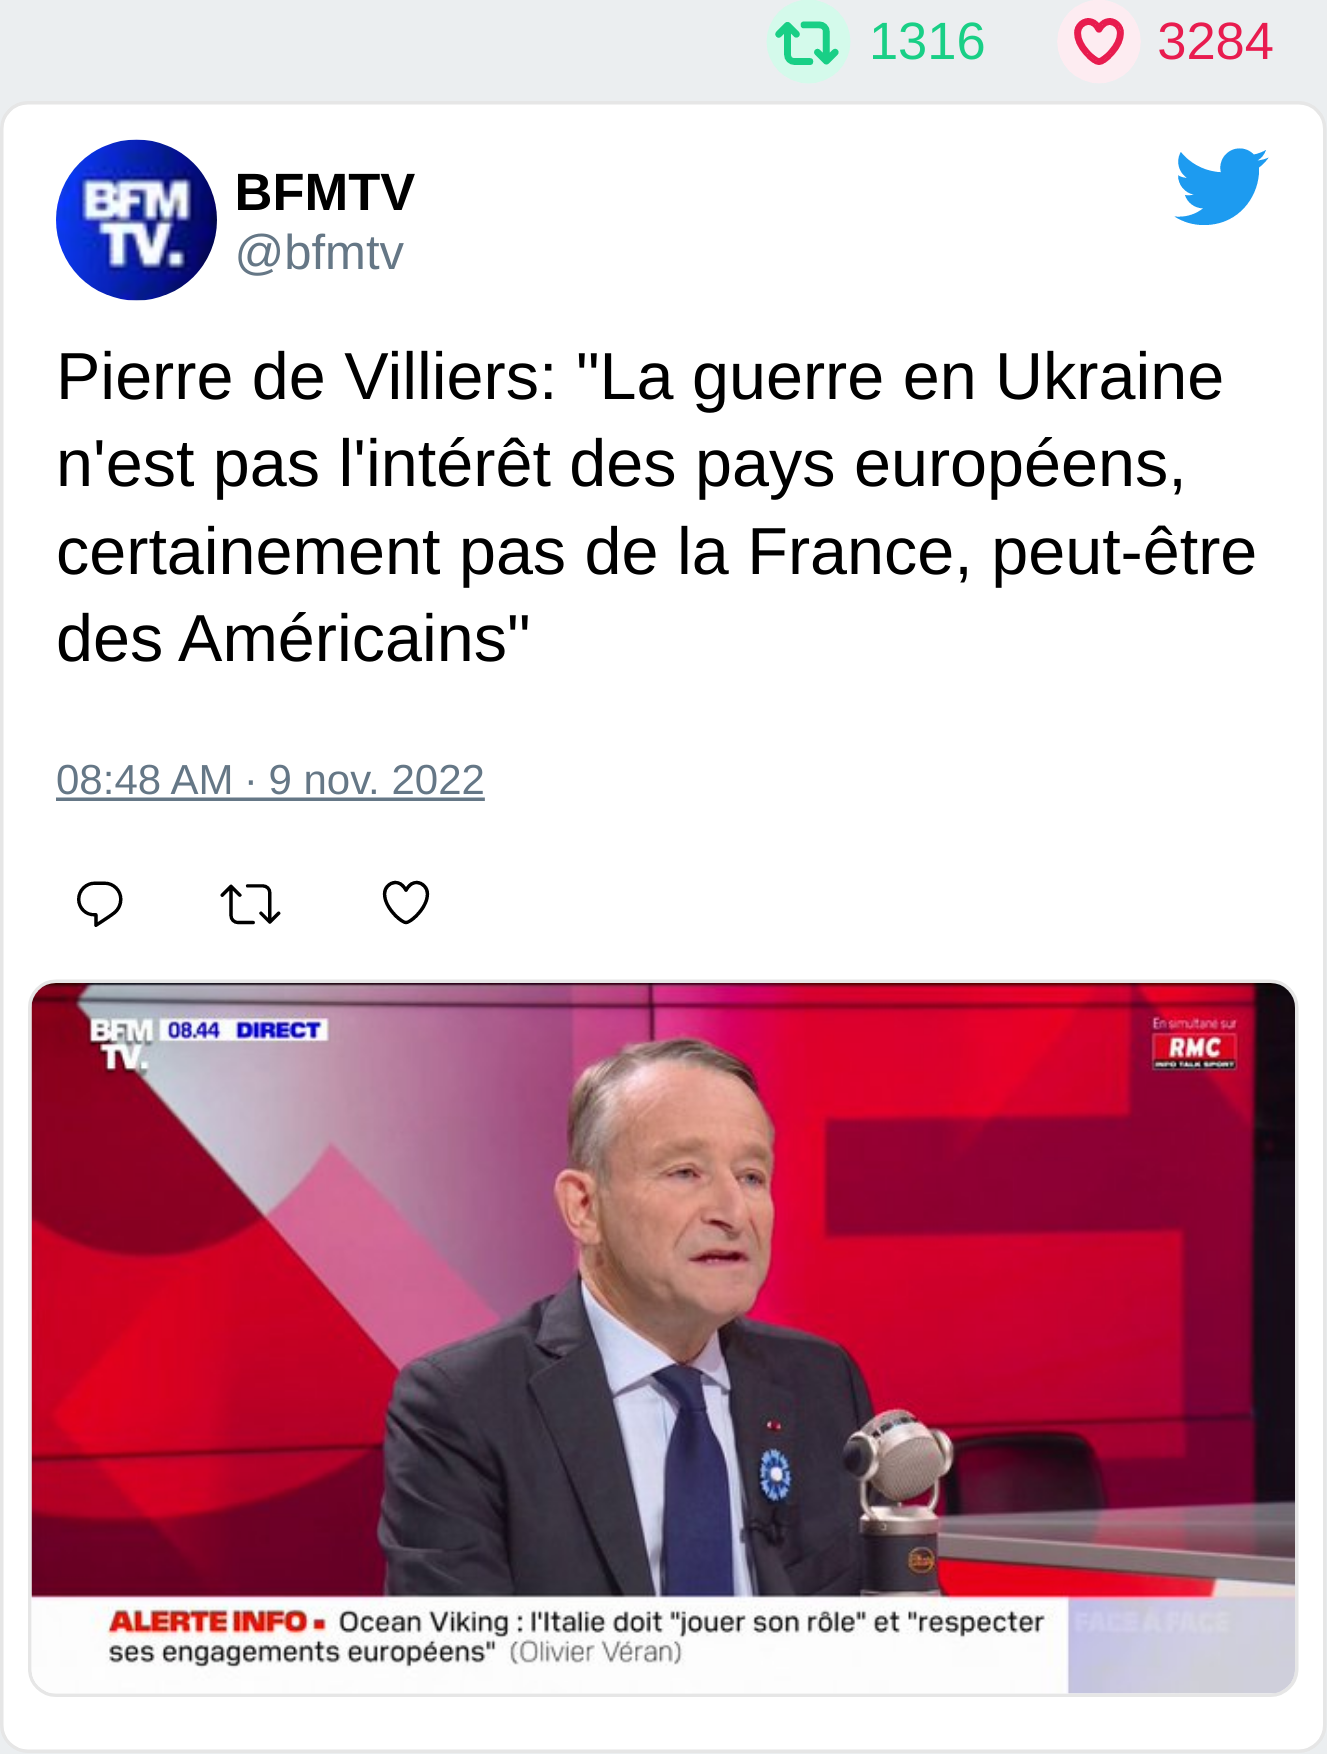 1316 3284
BFM
TV.
BFMTV
@bfmtv
Pierre de Villiers: "La guerre en Ukraine
n'est pas l'intérêt des pays européens,
certainement pas de la France, peut-être
des Américains"
08:48 AM · 9 nov. 2022
BFM
TV.
08.44 DIRECT
En simultané sur
RMC
INFO TALK SPORT
ALERTE INFO ▪ Ocean Viking : l'Italie doit "jouer son rôle" et "respecter
ses engagements européens" (Olivier Véran)
FACE À FACE